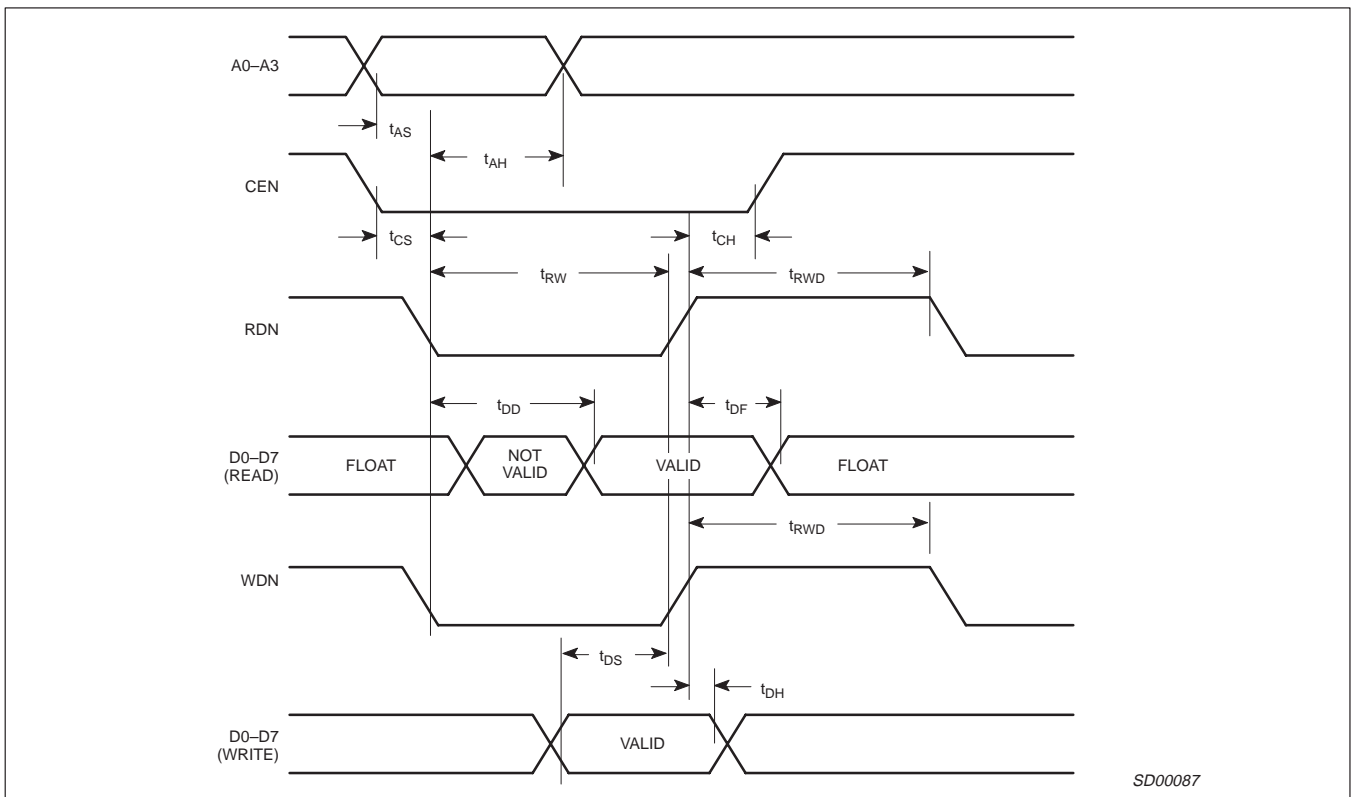 A0–A3
tAS
tAH
CEN
tCS
tCH
tRW
tRWD
RDN
tDD
tDF
D0–D7
(READ)
FLOAT
NOT
VALID
VALID
FLOAT
tRWD
WDN
tDS
tDH
D0–D7
(WRITE)
VALID
SD00087